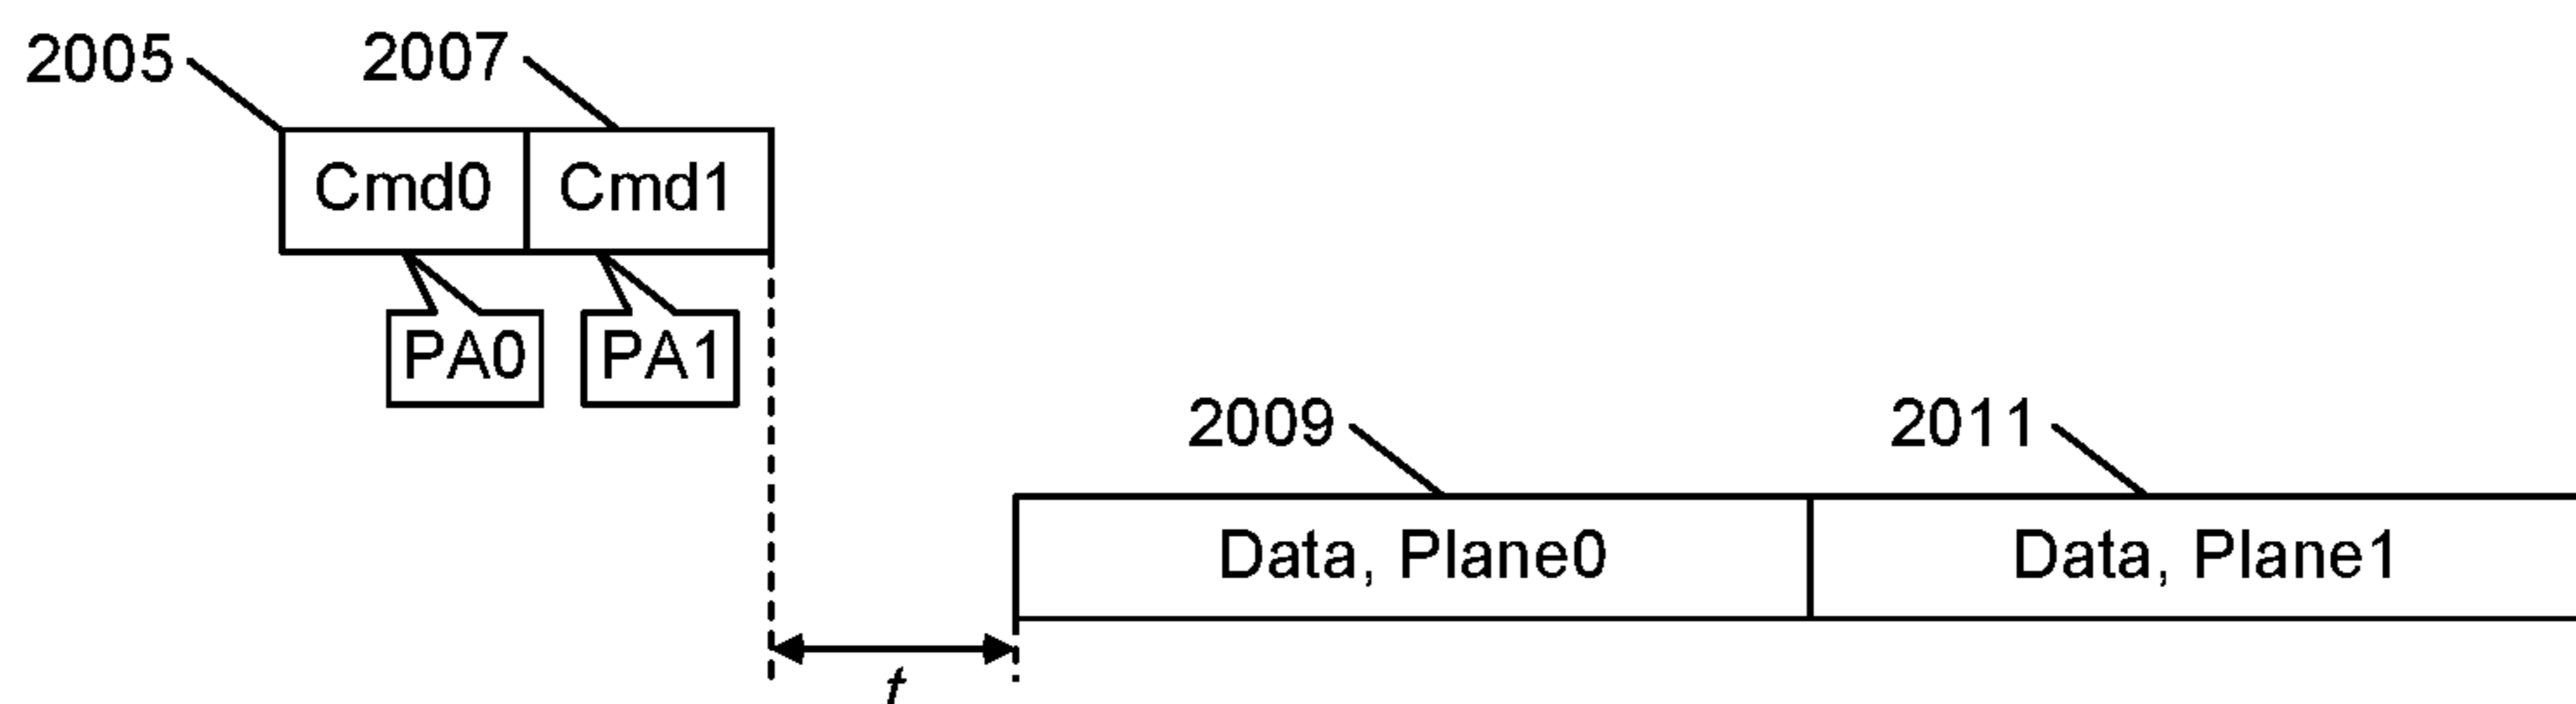 2005 2007
Cmd0 Cmd1
PA0 PA1
2009 2011
Data, Plane0 Data, Plane1